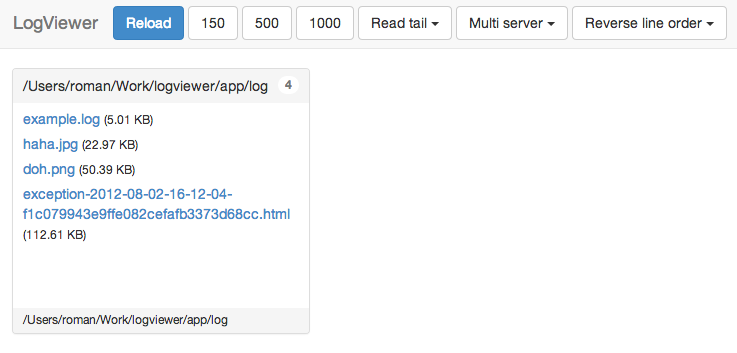 LogViewer Reload 150 500 1000 Read tail Multi server Reverse line order
/Users/roman/Work/logviewer/app/log 4
example.log (5.01 KB)
haha.jpg (22.97 KB)
doh.png (50.39 KB)
exception-2012-08-02-16-12-04-
f1c079943e9ffe082cefafb3373d68cc.html
(112.61 KB)
/Users/roman/Work/logviewer/app/log